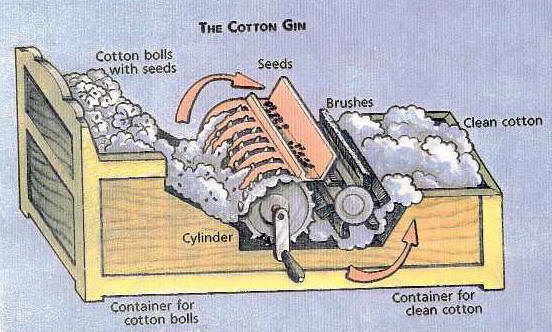 THE COTTON GIN
Cotton bolls
with seeds
Seeds
Brushes
Clean cotton
Cylinder
Container for
cotton bolls
Container for
clean cotton